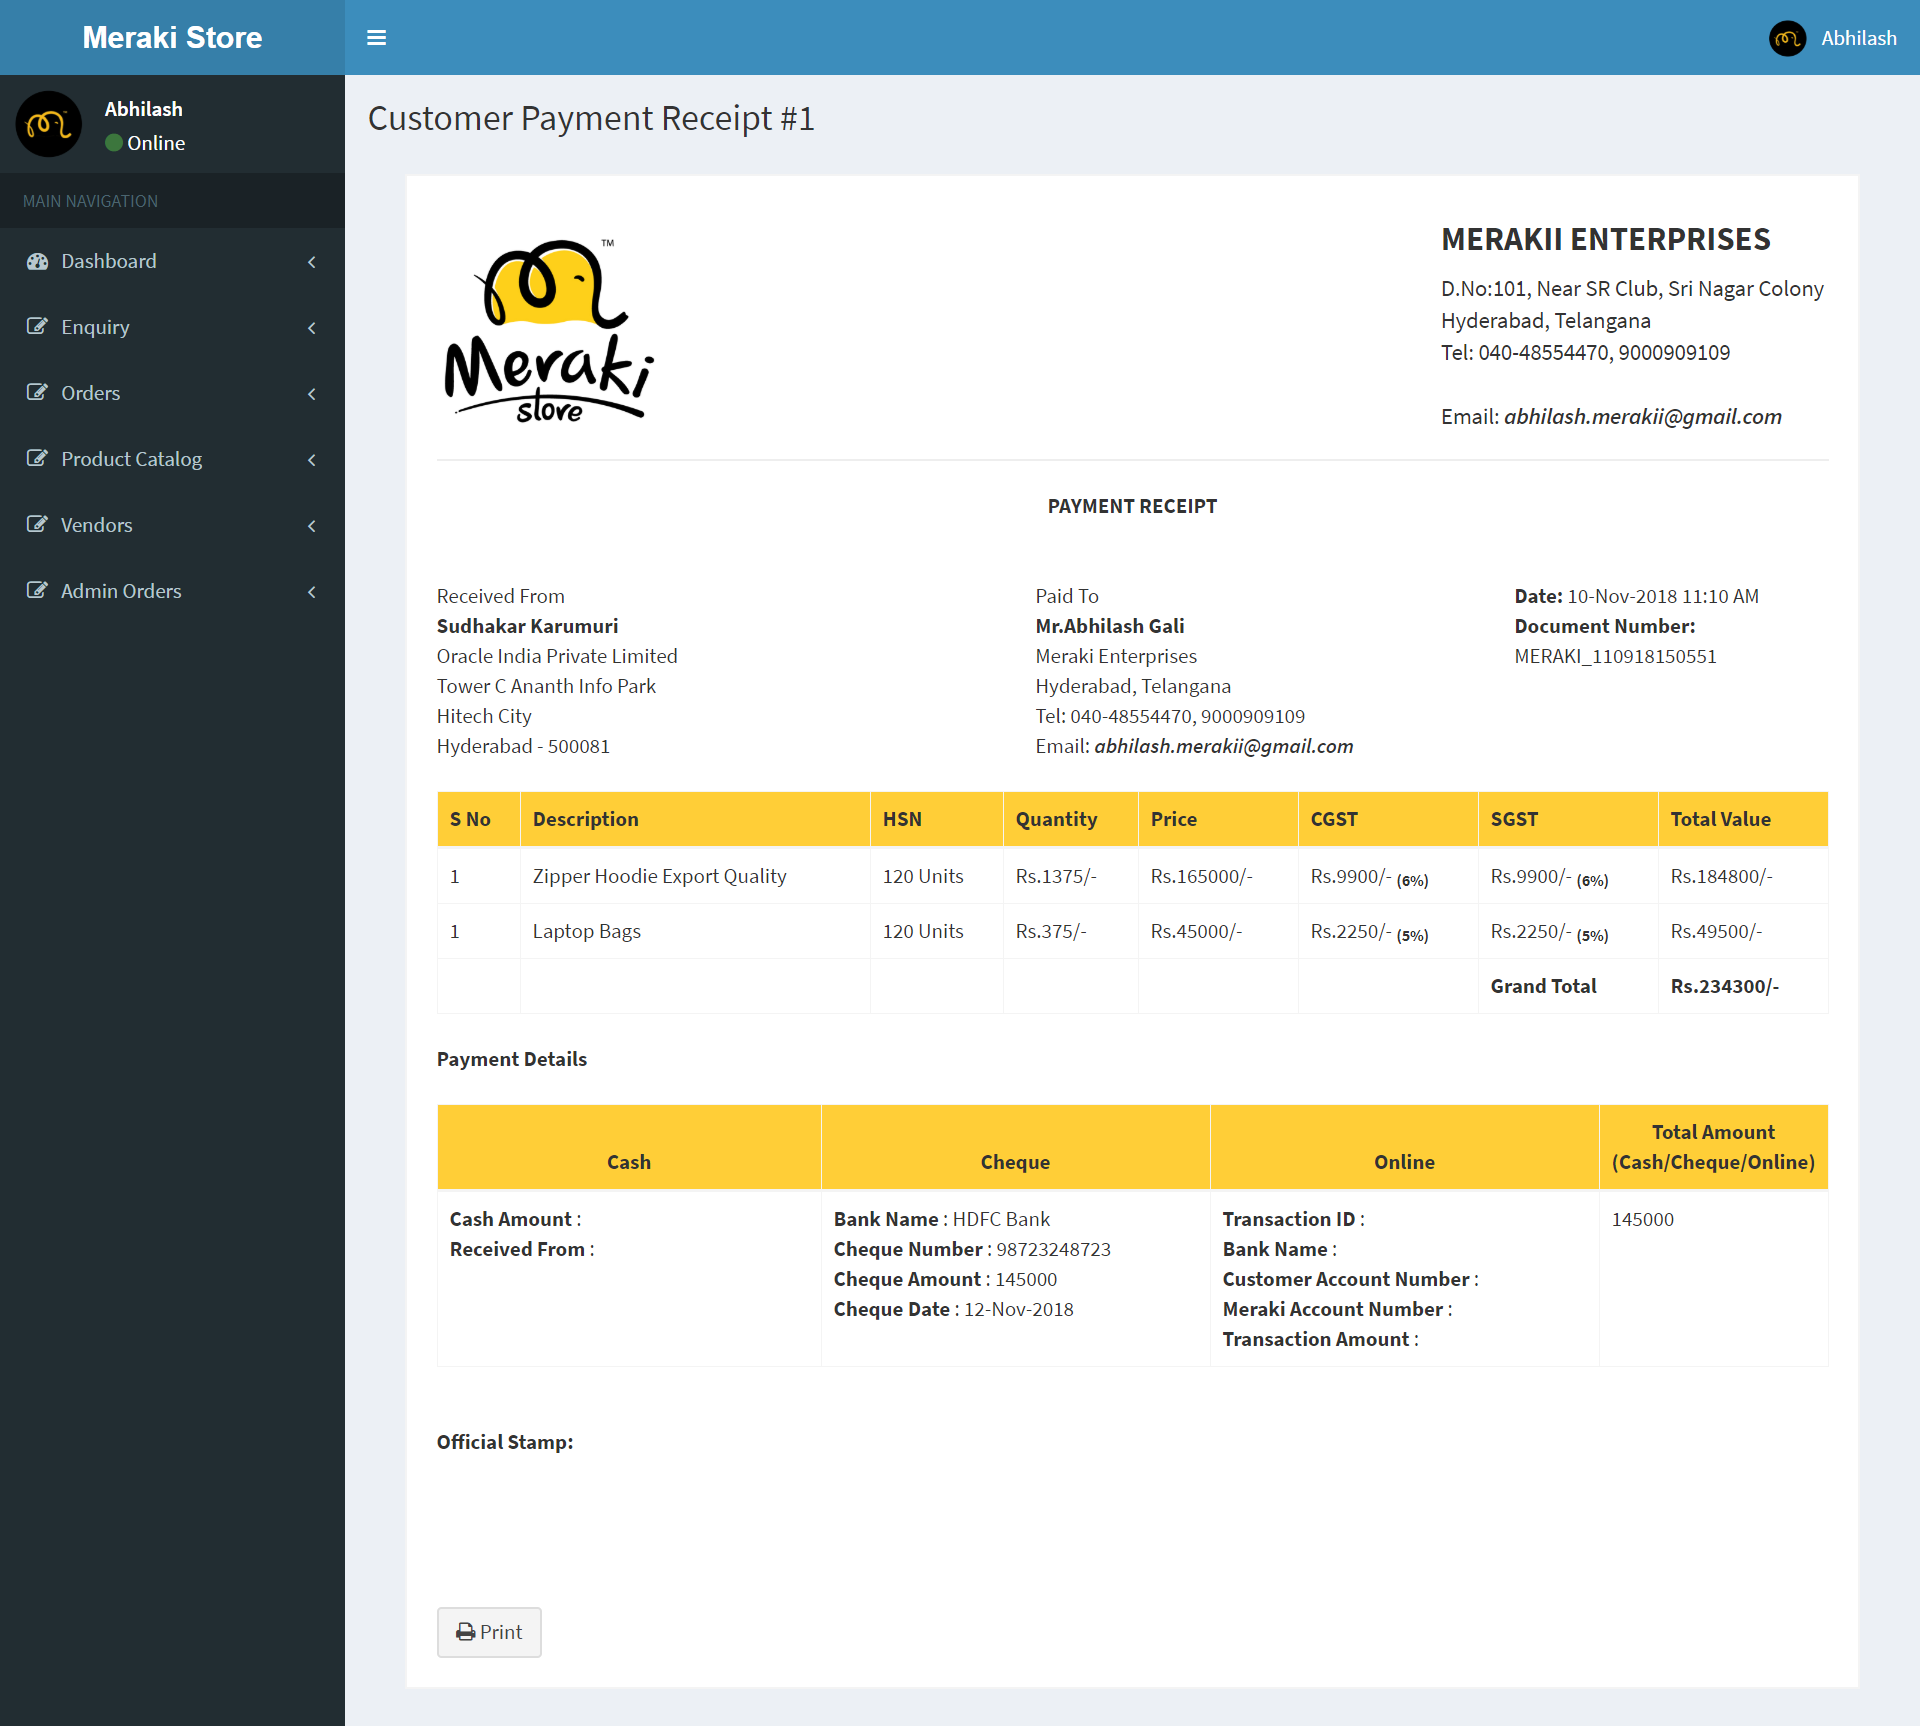 Meraki Store
Abhilash
Abhilash
Online
MAIN NAVIGATION
Dashboard
Enquiry
Orders
Product Catalog
Vendors
Admin Orders
Customer Payment Receipt #1
TM
Meraki
store
MERAKII ENTERPRISES
D.No:101, Near SR Club, Sri Nagar Colony
Hyderabad, Telangana
Tel: 040-48554470, 9000909109
Email: abhilash.merakii@gmail.com
PAYMENT RECEIPT
Received From
Sudhakar Karumuri
Oracle India Private Limited
Tower C Ananth Info Park
Hitech City
Hyderabad - 500081
Paid To
Mr.Abhilash Gali
Meraki Enterprises
Hyderabad, Telangana
Tel: 040-48554470, 9000909109
Email: abhilash.merakii@gmail.com
Date: 10-Nov-2018 11:10 AM
Document Number:
MERAKI_110918150551
S No Description HSN Quantity Price CGST SGST Total Value
1 Zipper Hoodie Export Quality 120 Units Rs.1375/- Rs.165000/- Rs.9900/- (6%) Rs.9900/- (6%) Rs.184800/-
1 Laptop Bags 120 Units Rs.375/- Rs.45000/- Rs.2250/- (5%) Rs.2250/- (5%) Rs.49500/-
Grand Total Rs.234300/-
Payment Details
Cash
Cheque
Online
Total Amount
(Cash/Cheque/Online)
Cash Amount :
Received From :
Bank Name : HDFC Bank
Cheque Number : 98723248723
Cheque Amount : 145000
Cheque Date : 12-Nov-2018
Transaction ID :
Bank Name :
Customer Account Number :
Meraki Account Number :
Transaction Amount :
145000
Official Stamp:
Print